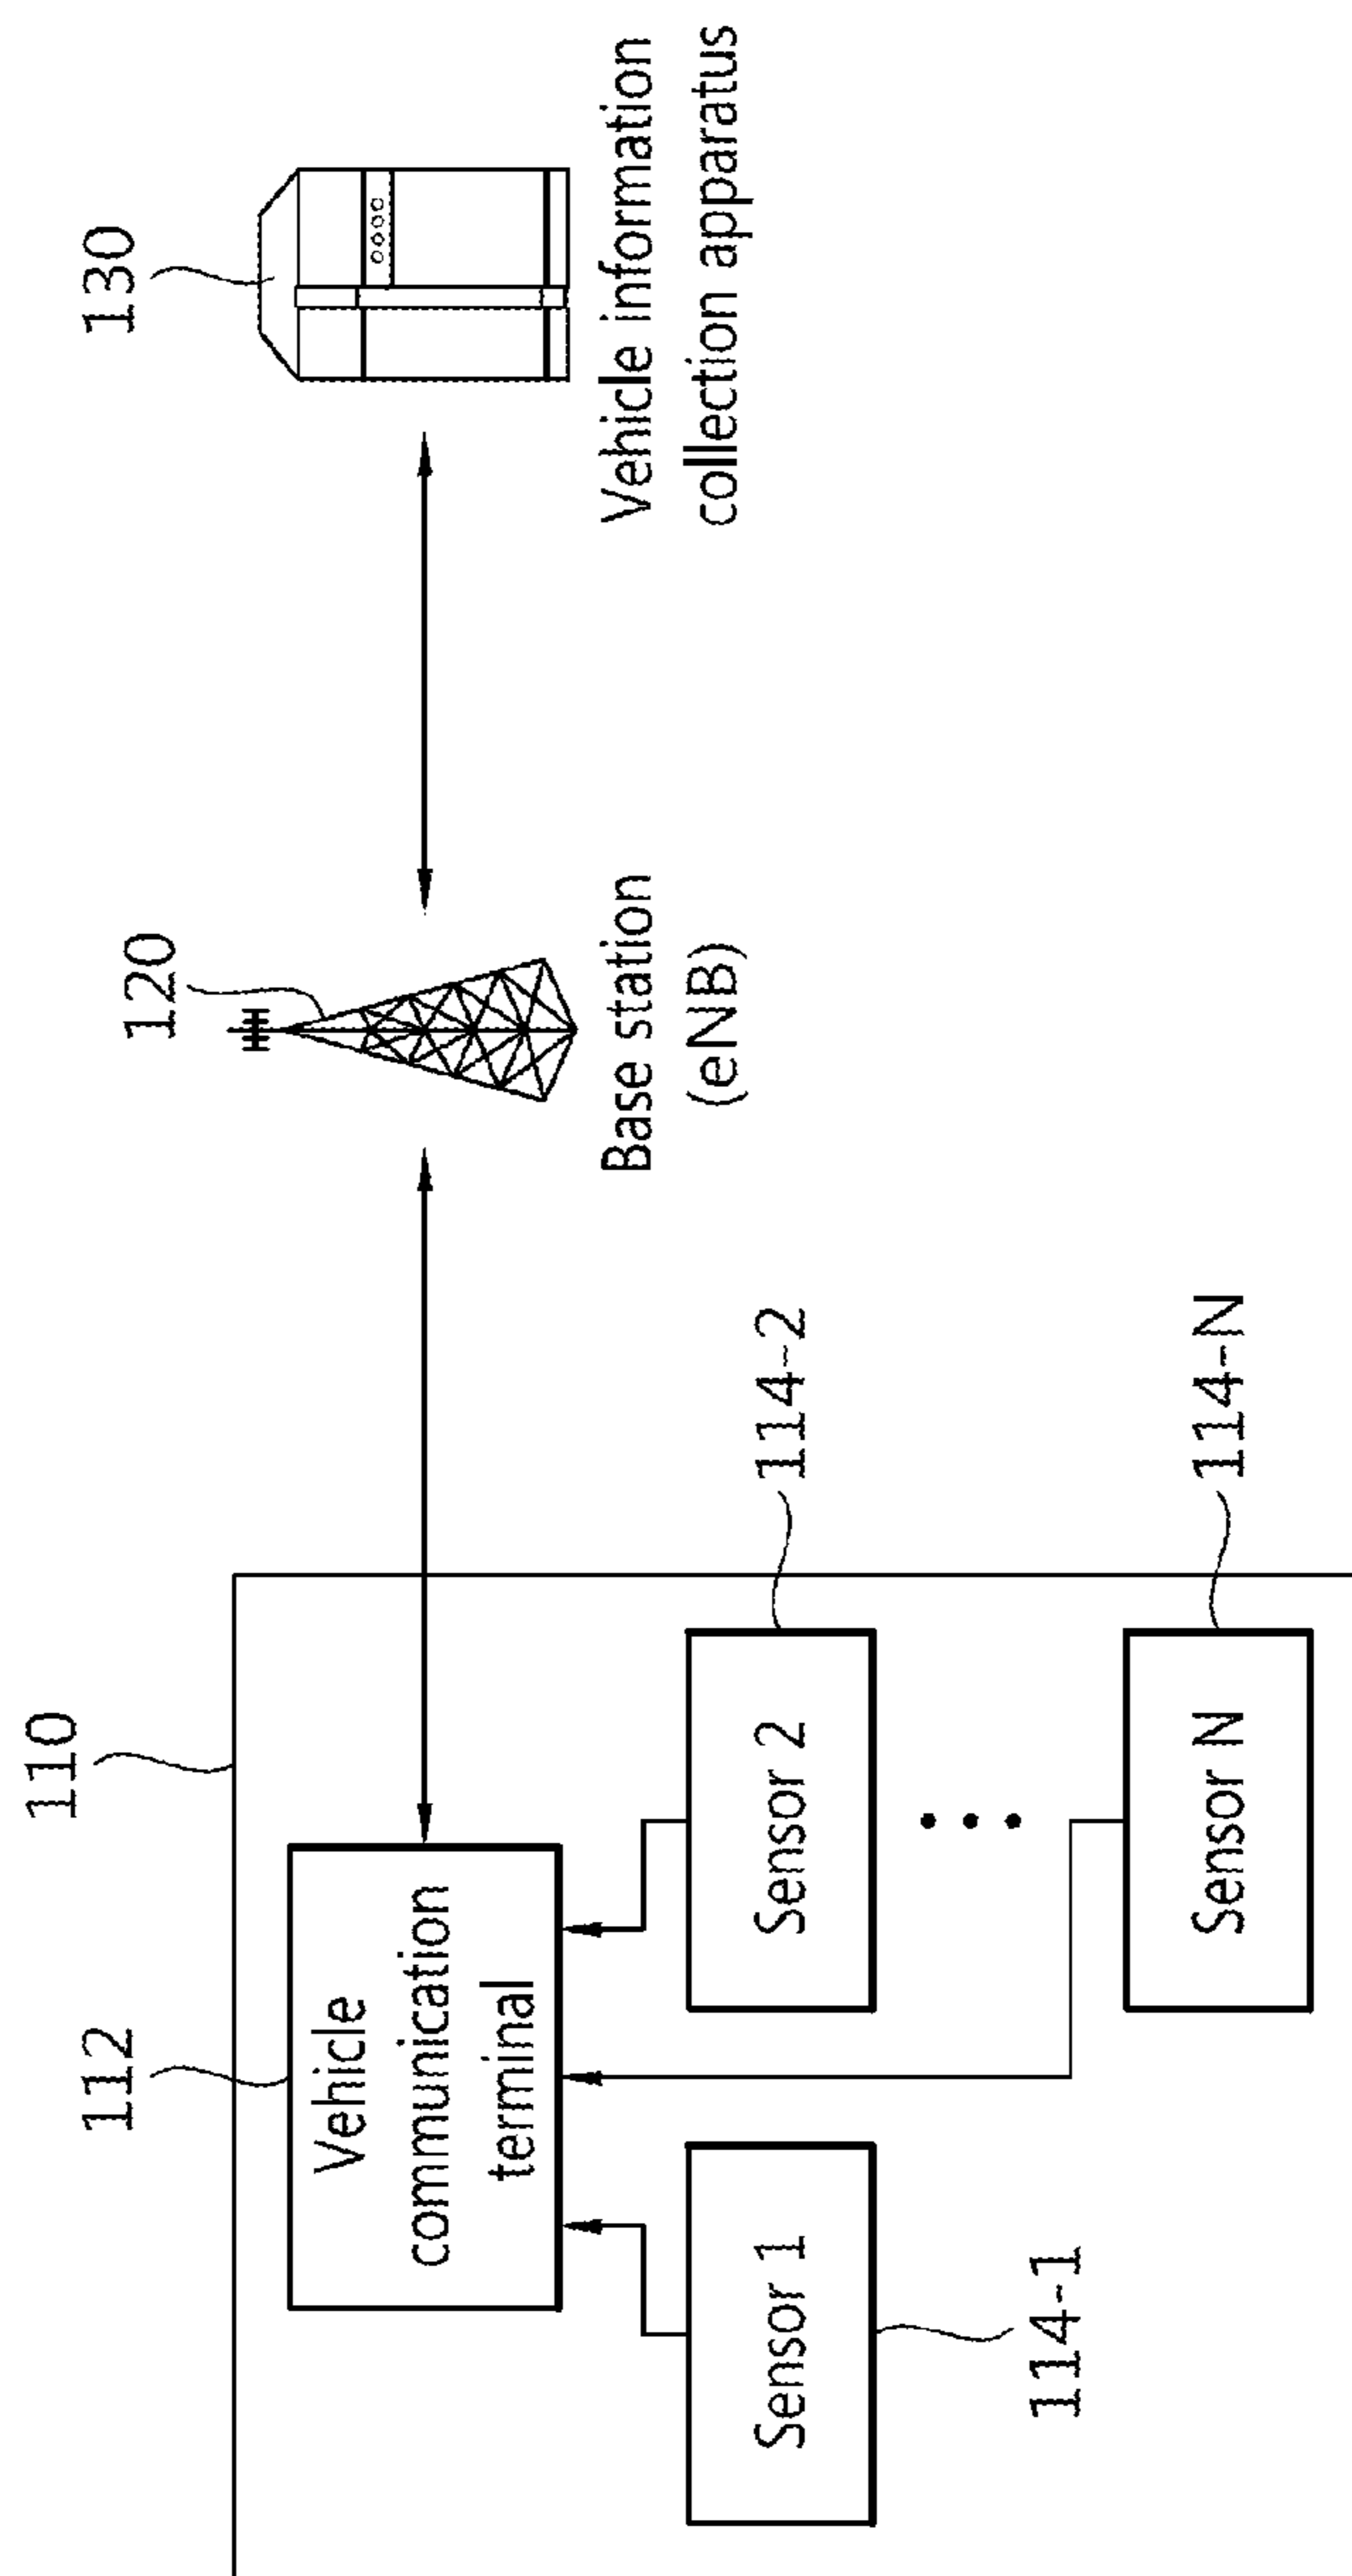 110
112
Vehicle
communication
terminal
Sensor 1
114-1
Sensor 2
114-2
Sensor N
114-N
120
Base station
(eNB)
130
Vehicle information
collection apparatus